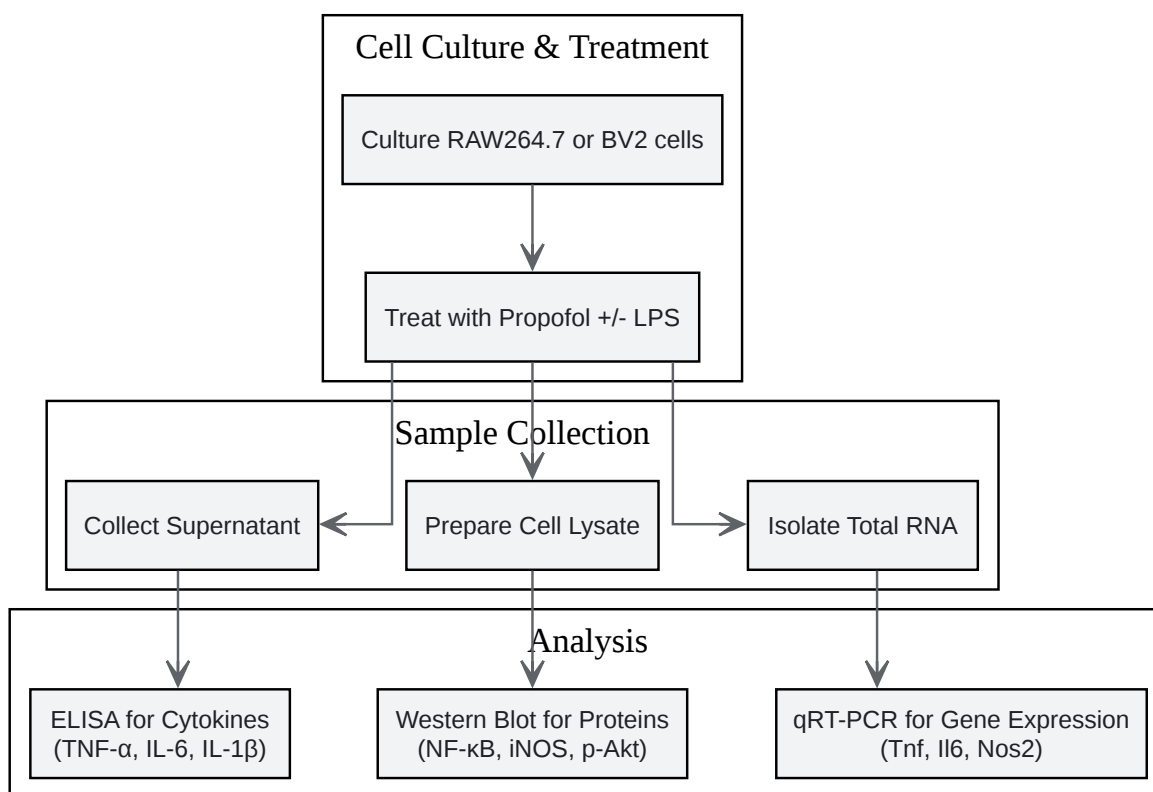 Cell Culture & Treatment
Culture RAW264.7 or BV2 cells
Treat with Propofol +/- LPS
Sample Collection
Collect Supernatant
Prepare Cell Lysate
Isolate Total RNA
Analysis
ELISA for Cytokines
(TNF-α, IL-6, IL-1β)
Western Blot for Proteins
(NF-κB, iNOS, p-Akt)
qRT-PCR for Gene Expression
(Tnf, Il6, Nos2)